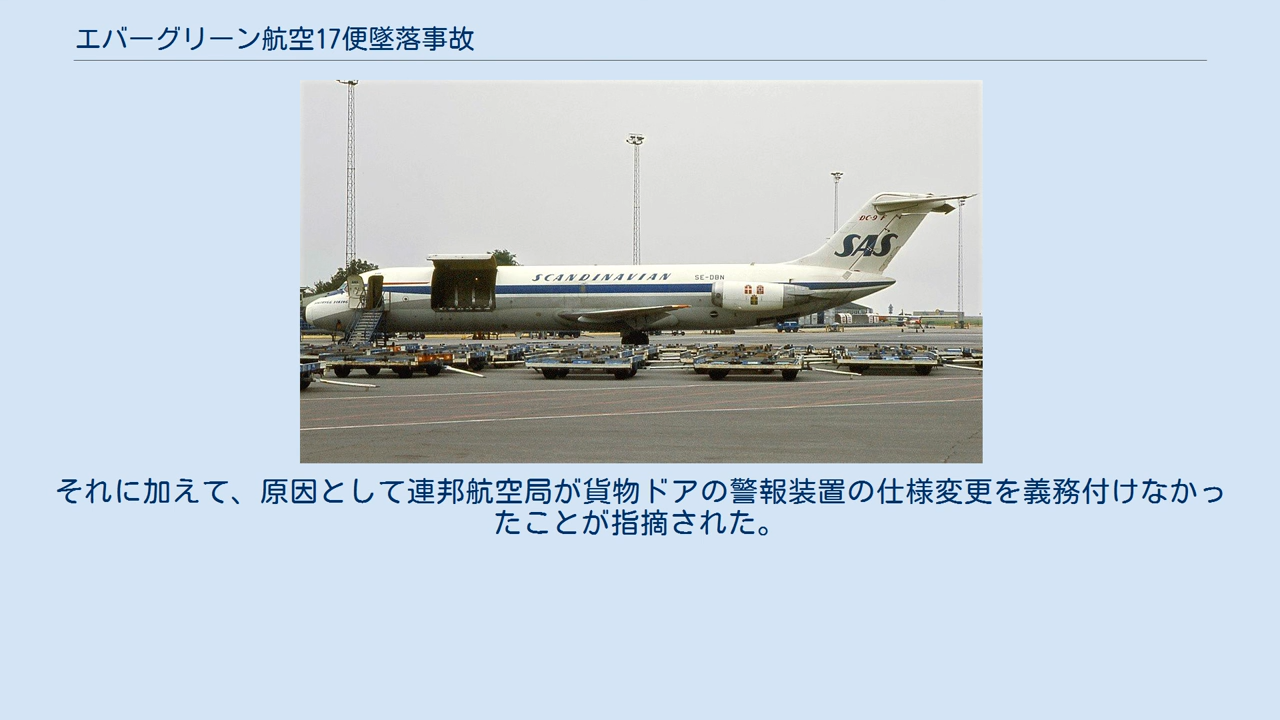 エバーグリーン航空17便墜落事故
DC-9 F
SAS
SCANDINAVIAN
SE-DBN
それに加えて、原因として連邦航空局が貨物ドアの警報装置の仕様変更を義務付けなかっ
たことが指摘された。